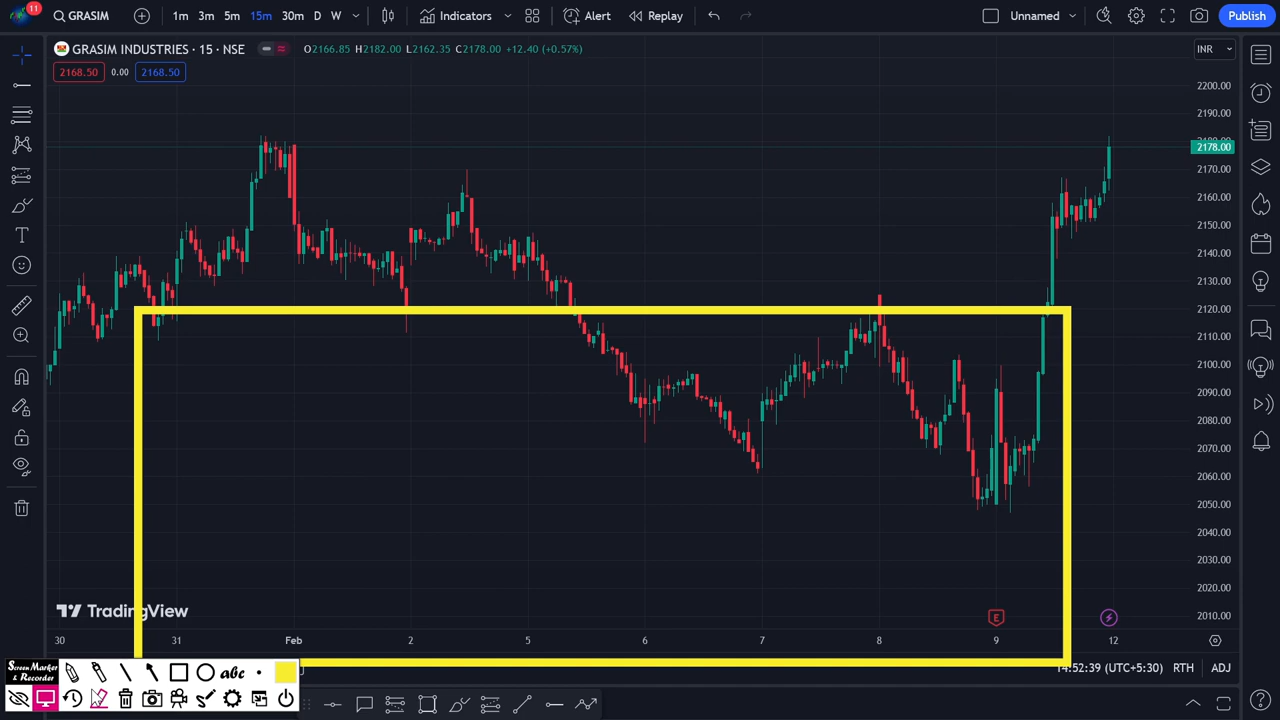 11
GRASIM
1m 3m 5m 15m 30m D W
Indicators
Alert
Replay
Unnamed
Publish
GRASIM INDUSTRIES · 15 · NSE
O2166.85 H2182.00 L2162.35 C2178.00 +12.40 (+0.57%)
INR
2168.50 0.00 2168.50
2200.00
2190.00
2178.00
2170.00
2160.00
2150.00
2140.00
2130.00
2120.00
2110.00
2100.00
2090.00
2080.00
2070.00
2060.00
2050.00
2040.00
2030.00
2020.00
2010.00
TradingView
E
30 31 Feb 2 5 6 7 8 9 12
Screen Marker
& Recorder
abc
14:52:39 (UTC+5:30) RTH ADJ